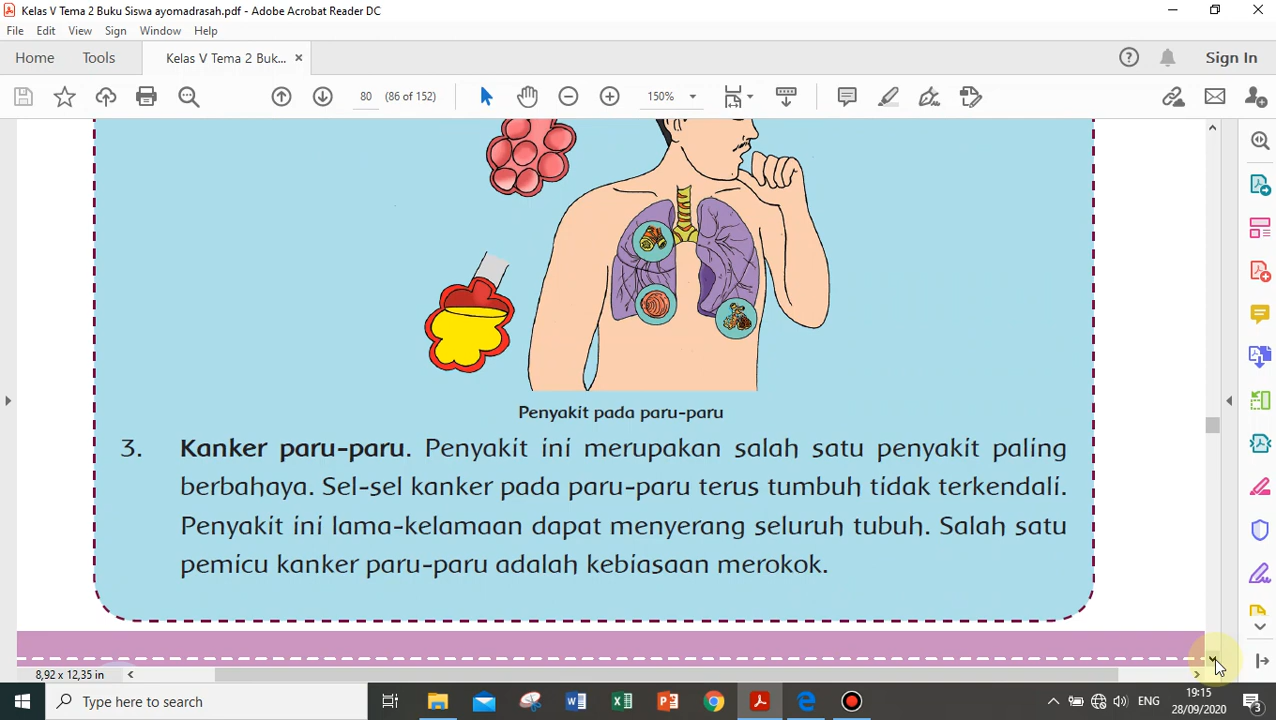 Kelas V Tema 2 Buku Siswa ayomadrasah.pdf - Adobe Acrobat Reader DC
File Edit View Sign Window Help
Home Tools Kelas V Tema 2 Buk... × Sign In
80 (86 of 152) 150%
Penyakit pada paru-paru
3. Kanker paru-paru. Penyakit ini merupakan salah satu penyakit paling
berbahaya. Sel-sel kanker pada paru-paru terus tumbuh tidak terkendali.
Penyakit ini lama-kelamaan dapat menyerang seluruh tubuh. Salah satu
pemicu kanker paru-paru adalah kebiasaan merokok.
8,92 x 12,35 in
Type here to search
ENG
19:15
28/09/2020
3